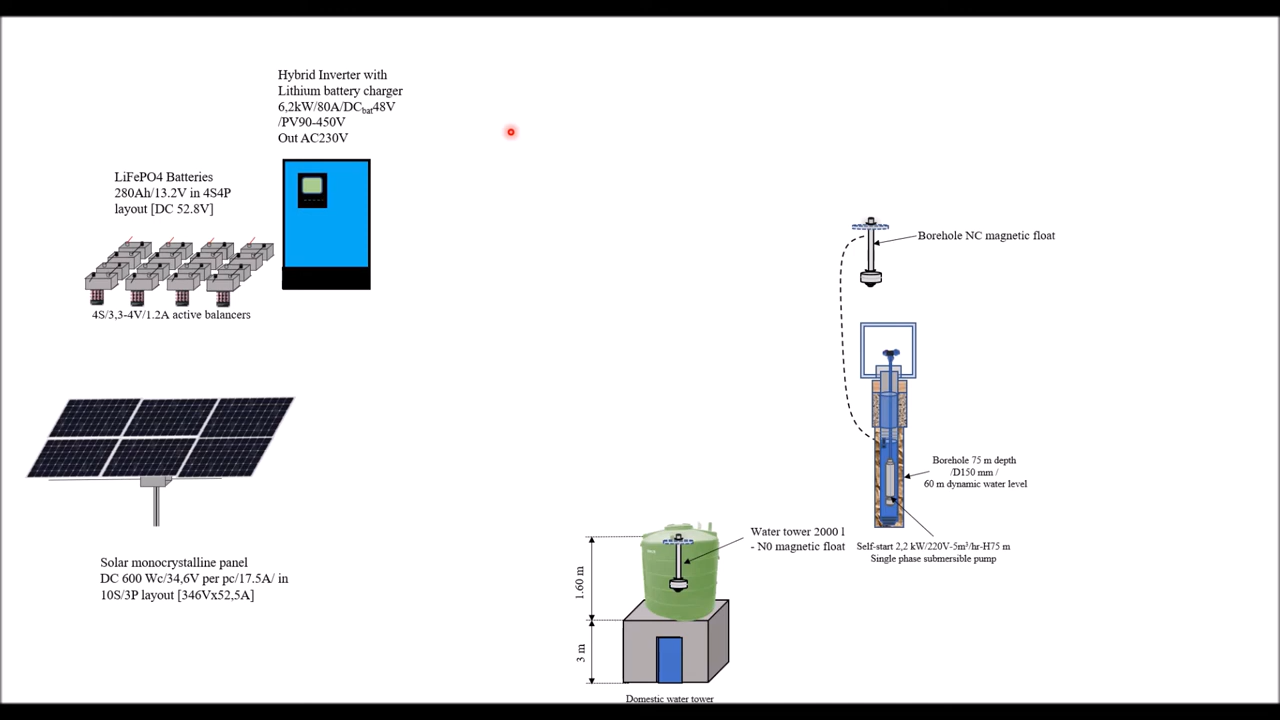 Hybrid Inverter with
Lithium battery charger
6,2kW/80A/DCbat48V
/PV90-450V
Out AC230V
LiFePO4 Batteries
280Ah/13.2V in 4S4P
layout [DC 52.8V]
4S/3,3-4V/1.2A active balancers
Borehole NC magnetic float
Borehole 75 m depth
/D150 mm /
60 m dynamic water level
Self-start 2,2 kW/220V-5m³/hr-H75 m
Single phase submersible pump
Water tower 2000 l
- N0 magnetic float
1.60 m
3 m
Domestic water tower
Solar monocrystalline panel
DC 600 Wc/34,6V per pc/17.5A/ in
10S/3P layout [346Vx52,5A]